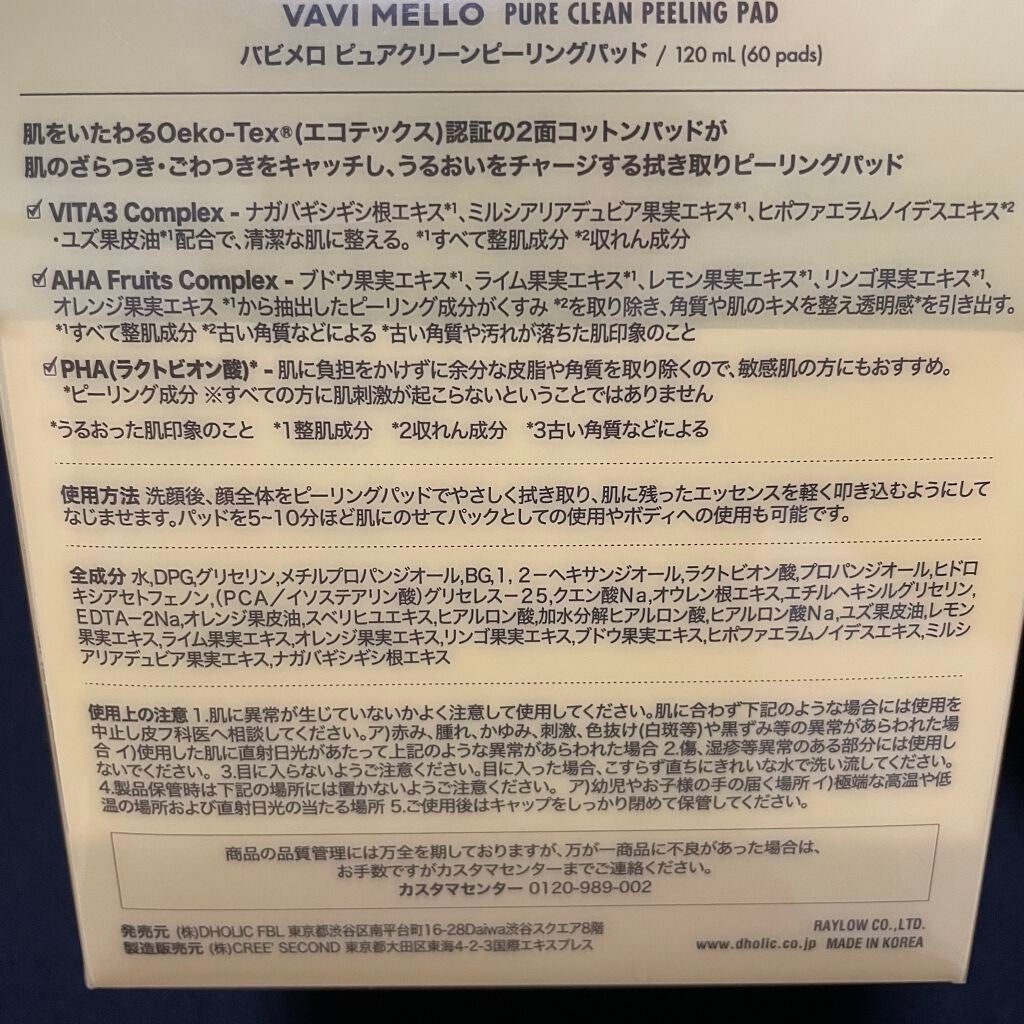 VAVI MELLO PURE CLEAN PEELING PAD
バビメロ ピュアクリーンピーリングパッド / 120 mL (60 pads)
肌をいたわるOeko-Tex®(エコテックス)認証の2面コットンパッドが
肌のざらつき・ごわつきをキャッチし、うるおいをチャージする拭き取りピーリングパッド
☑ VITA3 Complex - ナガバギシギシ根エキス*1、ミルシアリアデュビア果実エキス*1、ヒポファエラムノイデスエキス*2
・ユズ果皮油*1配合で、清潔な肌に整える。 *1すべて整肌成分 *2収れん成分
☑ AHA Fruits Complex - ブドウ果実エキス*1、ライム果実エキス*1、レモン果実エキス*1、リンゴ果実エキス*1、
オレンジ果実エキス *1から抽出したピーリング成分がくすみ *2を取り除き、角質や肌のキメを整え透明感*を引き出す。
*1すべて整肌成分 *2古い角質などによる *古い角質や汚れが落ちた肌印象のこと
☑ PHA(ラクトビオン酸)* - 肌に負担をかけずに余分な皮脂や角質を取り除くので、敏感肌の方にもおすすめ。
*ピーリング成分 ※すべての方に肌刺激が起こらないということではありません
*うるおった肌印象のこと *1整肌成分 *2収れん成分 *3古い角質などによる
使用方法 洗顔後、顔全体をピーリングパッドでやさしく拭き取り、肌に残ったエッセンスを軽く叩き込むようにして
なじませます。パッドを5~10分ほど肌にのせてパックとしての使用やボディへの使用も可能です。
全成分 水,DPG,グリセリン,メチルプロパンジオール,BG,1, 2-ヘキサンジオール,ラクトビオン酸,プロパンジオール,ヒドロ
キシアセトフェノン,(PCA/イソステアリン酸)グリセレス-25,クエン酸Na,オウレン根エキス,エチルヘキシルグリセリン,
EDTA-2Na,オレンジ果皮油,スベリヒユエキス,ヒアルロン酸,加水分解ヒアルロン酸,ヒアルロン酸Na,ユズ果皮油,レモン
果実エキス,ライム果実エキス,オレンジ果実エキス,リンゴ果実エキス,ブドウ果実エキス,ヒポファエラムノイデスエキス,ミルシ
アリアデュビア果実エキス,ナガバギシギシ根エキス
使用上の注意 1.肌に異常が生じていないかよく注意して使用してください。肌に合わず下記のような場合には使用を
中止し皮フ科医へ相談してください。ア)赤み、腫れ、かゆみ、刺激、色抜け(白斑等)や黒ずみ等の異常があらわれた場
合 イ)使用した肌に直射日光があたって上記のような異常があらわれた場合 2.傷、湿疹等異常のある部分には使用し
ないでください。 3.目に入らないようご注意ください。目に入った場合、こすらず直ちにきれいな水で洗い流してください。
4.製品保管時は下記の場所には置かないようご注意ください。 ア)幼児やお子様の手の届く場所 イ)極端な高温や低
温の場所および直射日光の当たる場所 5.ご使用後はキャップをしっかり閉めて保管してください。
商品の品質管理には万全を期しておりますが、万が一商品に不良があった場合は、
お手数ですがカスタマセンターまでご連絡ください。
カスタマセンター 0120-989-002
発売元 (株)DHOLIC FBL 東京都渋谷区南平台町16-28Daiwa渋谷スクエア8階
製造販売元 (株)CREE' SECOND 東京都大田区東海4-2-3国際エキスプレス
RAYLOW CO.,LTD.
www.dholic.co.jp MADE IN KOREA